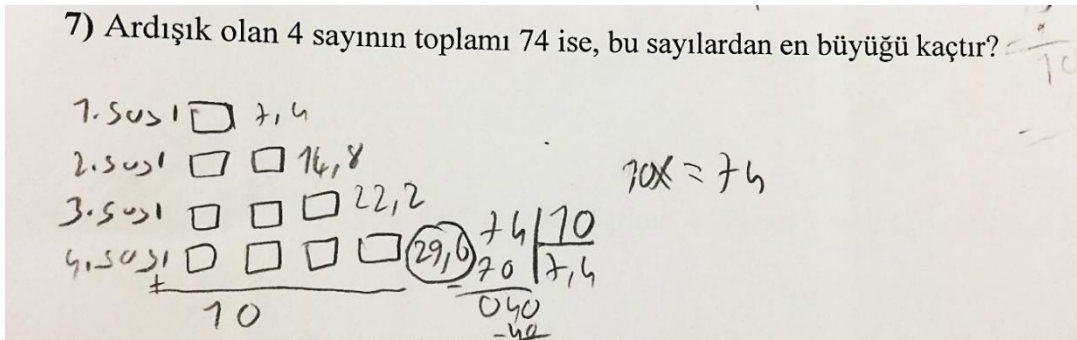 7) Ardışık olan 4 sayının toplamı 74 ise, bu sayılardan en büyüğü kaçtır?
1. sayı 7,4
2. sayı 14,8
3. sayı 22,2
4. sayı 29,6
+
10
74 10
70 7,4
-
040
-40
10x = 74